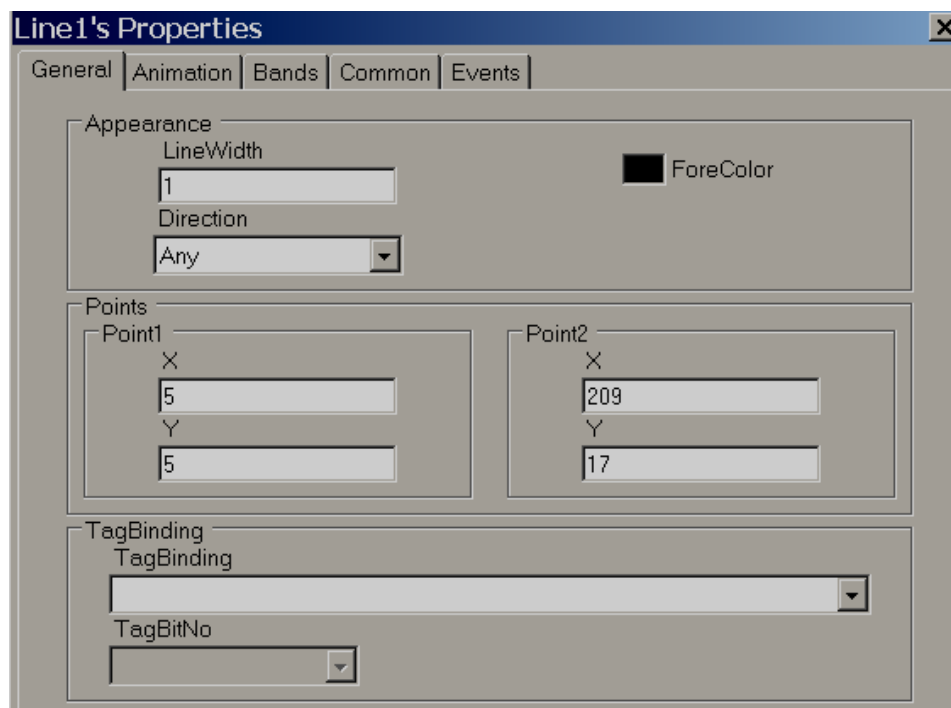 Line1's Properties
General Animation Bands Common Events
Appearance
LineWidth
1
ForeColor
Direction
Any
Points
Point1
X
5
Y
5
Point2
X
209
Y
17
TagBinding
TagBinding
TagBitNo